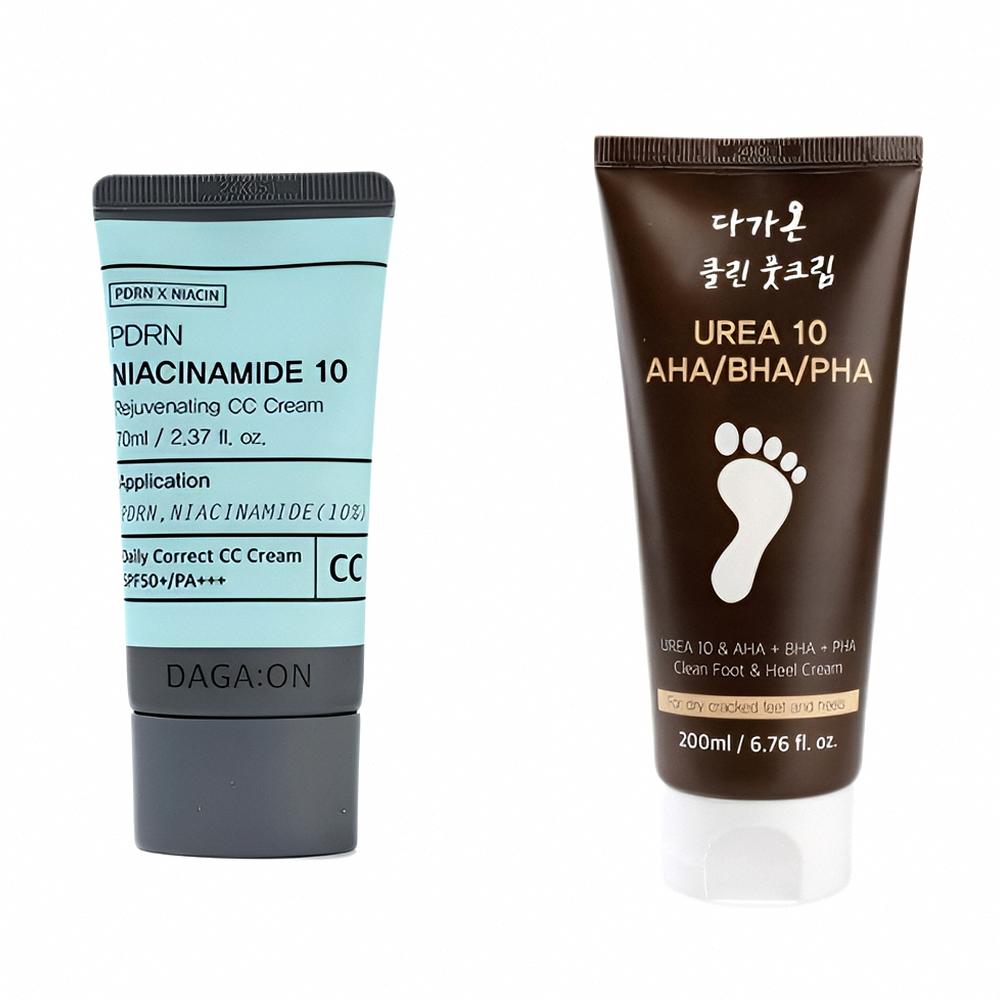 PDRN X NIACIN
PDRN
NIACINAMIDE 10
Rejuvenating CC Cream
70ml / 2.37 fl. oz.
Application
PDRN, NIACINAMIDE(10%)
Daily Correct CC Cream
SPF50+/PA+++
CC
DAGA:ON
다가온
클린 풋크림
UREA 10
AHA/BHA/PHA
UREA 10 & AHA + BHA + PHA
Clean Foot & Heel Cream
For dry cracked feet and heels
200ml / 6.76 fl. oz.